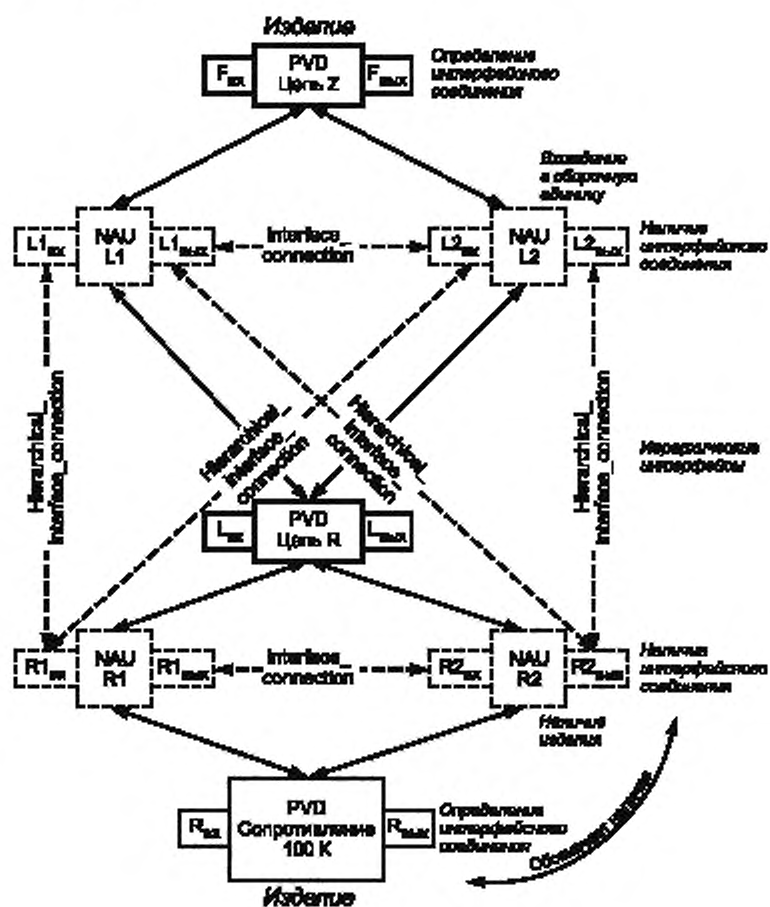 Изделие
PVD
Цепь Z
Fвх
Fвых
Определение
интерфейсного
соединения
Вхождение
в сборочную
единицу
L1вх
NAU
L1
L1вых
Interface_
connection
L2вх
NAU
L2
L2вых
Наличие
интерфейсного
соединения
Hierarchical_
interface_connection
Hierarchical_
interface_
connection
Hierarchical_
interface_
connection
Hierarchical_
interface_connection
Иерархические
интерфейсы
Lвх
PVD
Цепь R
Lвых
R1вх
NAU
R1
R1вых
Interface_
connection
R2вх
NAU
R2
R2вых
Наличие
интерфейсного
соединения
Наличие
изделия
Rвх
PVD
Сопротивление
100 K
Rвых
Определение
интерфейсного
соединения
Изделие